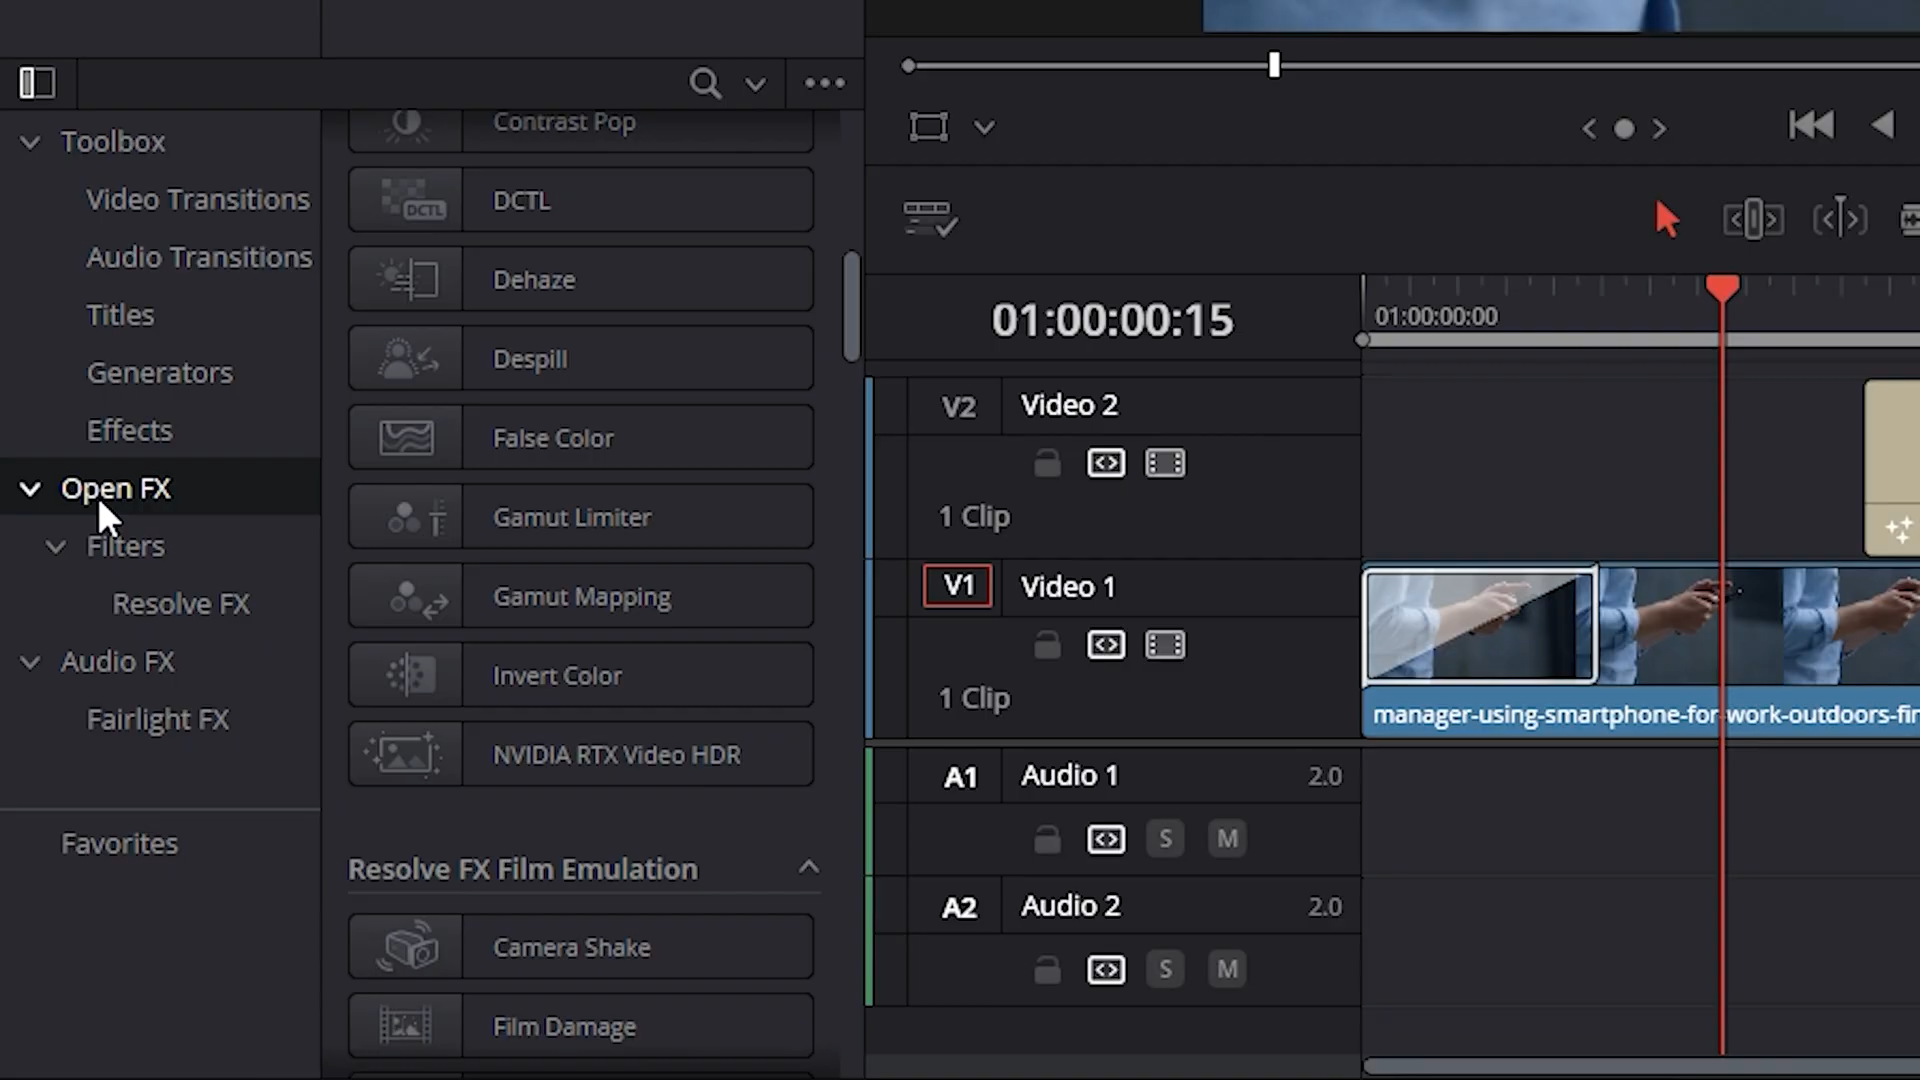 Toolbox
Video Transitions
Audio Transitions
Titles
Generators
Effects
Open FX
Filters
Resolve FX
Audio FX
Fairlight FX
Favorites
Contrast Pop
DCTL
DCTL
Dehaze
Despill
False Color
Gamut Limiter
Gamut Mapping
Invert Color
NVIDIA RTX Video HDR
Resolve FX Film Emulation
Camera Shake
Film Damage
01:00:00:15
01:00:00:00
V2 Video 2
1 Clip
V1 Video 1
1 Clip
manager-using-smartphone-for-work-outdoors-fin
A1 Audio 1 2.0
S M
A2 Audio 2 2.0
S M